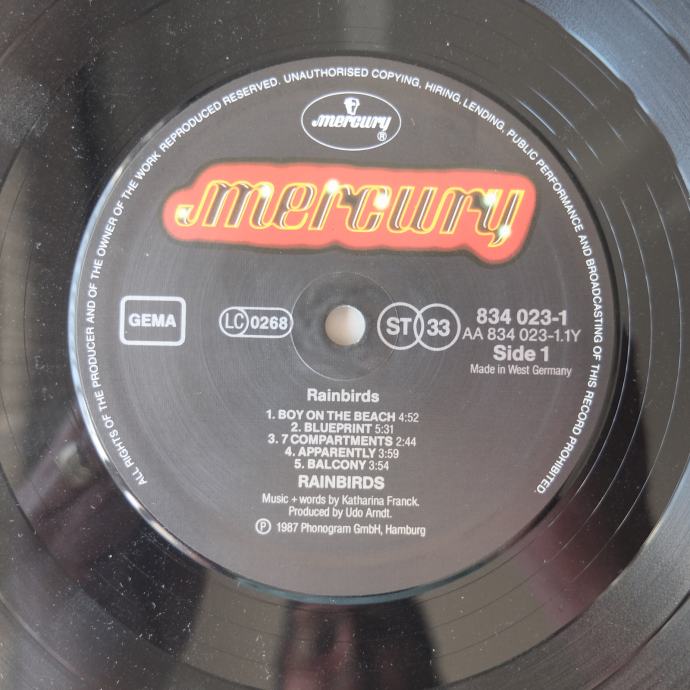 ALL RIGHTS OF THE PRODUCER AND OF THE OWNER OF THE WORK REPRODUCED RESERVED. UNAUTHORISED COPYING, HIRING, LENDING, PUBLIC PERFORMANCE AND BROADCASTING OF THIS RECORD PROHIBITED.
mercury ®
mercury
GEMA
LC 0268
ST 33
834 023-1
AA 834 023-1.1Y
Side 1
Made in West Germany
Rainbirds
1. BOY ON THE BEACH 4:52
2. BLUEPRINT 5:31
3. 7 COMPARTMENTS 2:44
4. APPARENTLY 3:59
5. BALCONY 3:54
RAINBIRDS
Music + words by Katharina Franck.
Produced by Udo Arndt.
℗ 1987 Phonogram GmbH, Hamburg